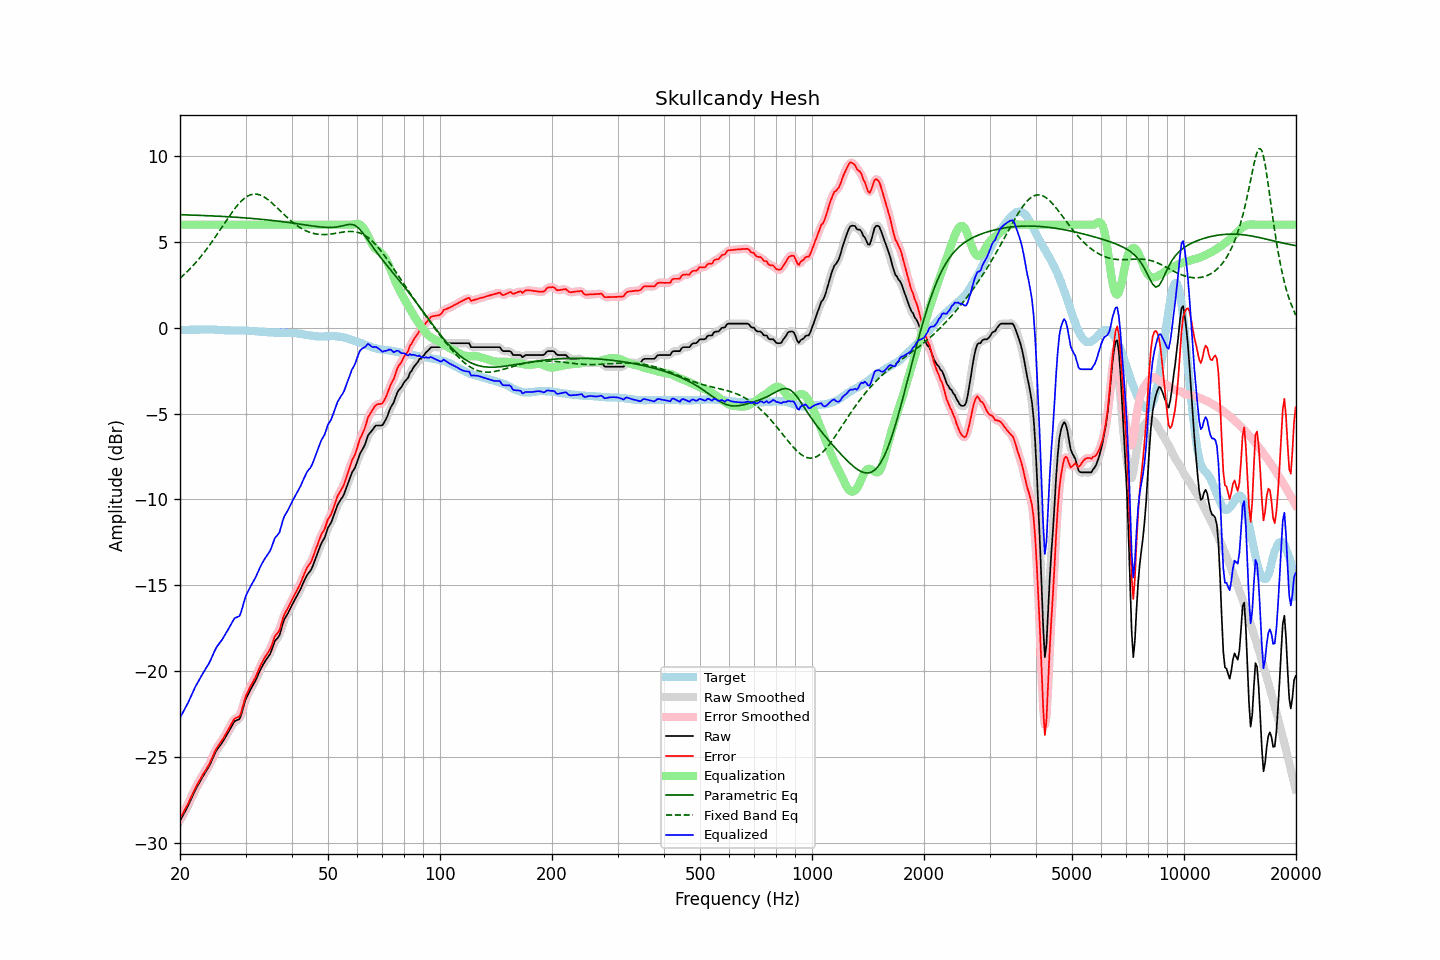 Skullcandy Hesh
10
5
0
−5
−10
−15
−20
−25
−30
Amplitude (dBr)
Target
Raw Smoothed
Error Smoothed
Raw
Error
Equalization
Parametric Eq
Fixed Band Eq
Equalized
20 50 100 200 500 1000 2000 5000 10000 20000
Frequency (Hz)